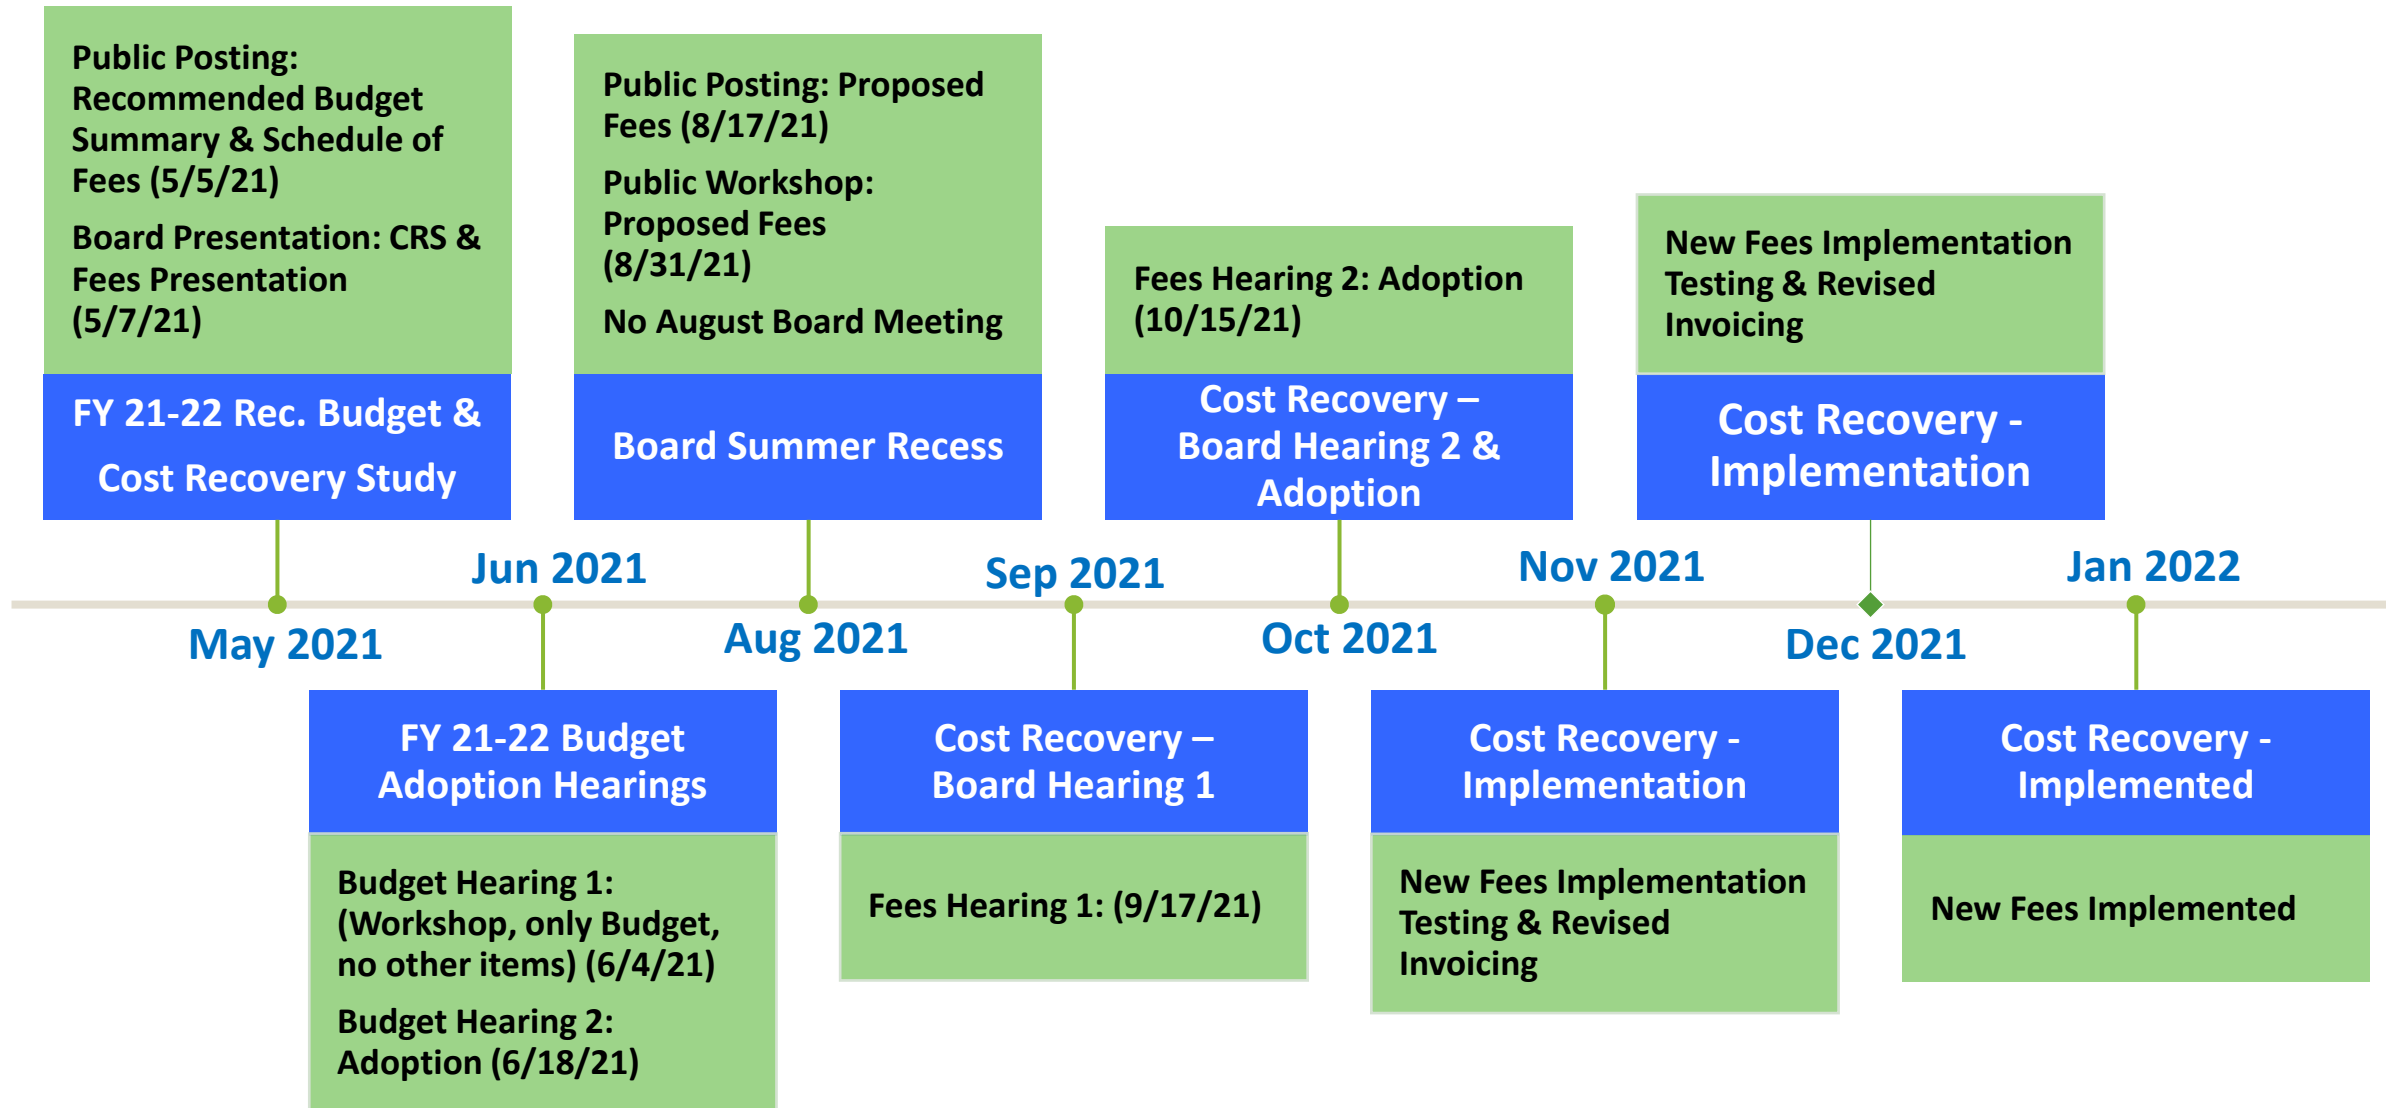 Public Posting:
Recommended Budget
Summary & Schedule of
Fees (5/5/21)
Board Presentation: CRS &
Fees Presentation
(5/7/21)
FY 21-22 Rec. Budget &
Cost Recovery Study
May 2021
Jun 2021
FY 21-22 Budget
Adoption Hearings
Budget Hearing 1:
(Workshop, only Budget,
no other items) (6/4/21)
Budget Hearing 2:
Adoption (6/18/21)
Public Posting: Proposed
Fees (8/17/21)
Public Workshop:
Proposed Fees
(8/31/21)
No August Board Meeting
Board Summer Recess
Aug 2021
Sep 2021
Cost Recovery –
Board Hearing 1
Fees Hearing 1: (9/17/21)
Fees Hearing 2: Adoption
(10/15/21)
Cost Recovery –
Board Hearing 2 &
Adoption
Oct 2021
Nov 2021
Cost Recovery -
Implementation
New Fees Implementation
Testing & Revised
Invoicing
New Fees Implementation
Testing & Revised
Invoicing
Cost Recovery -
Implementation
Dec 2021
Jan 2022
Cost Recovery -
Implemented
New Fees Implemented